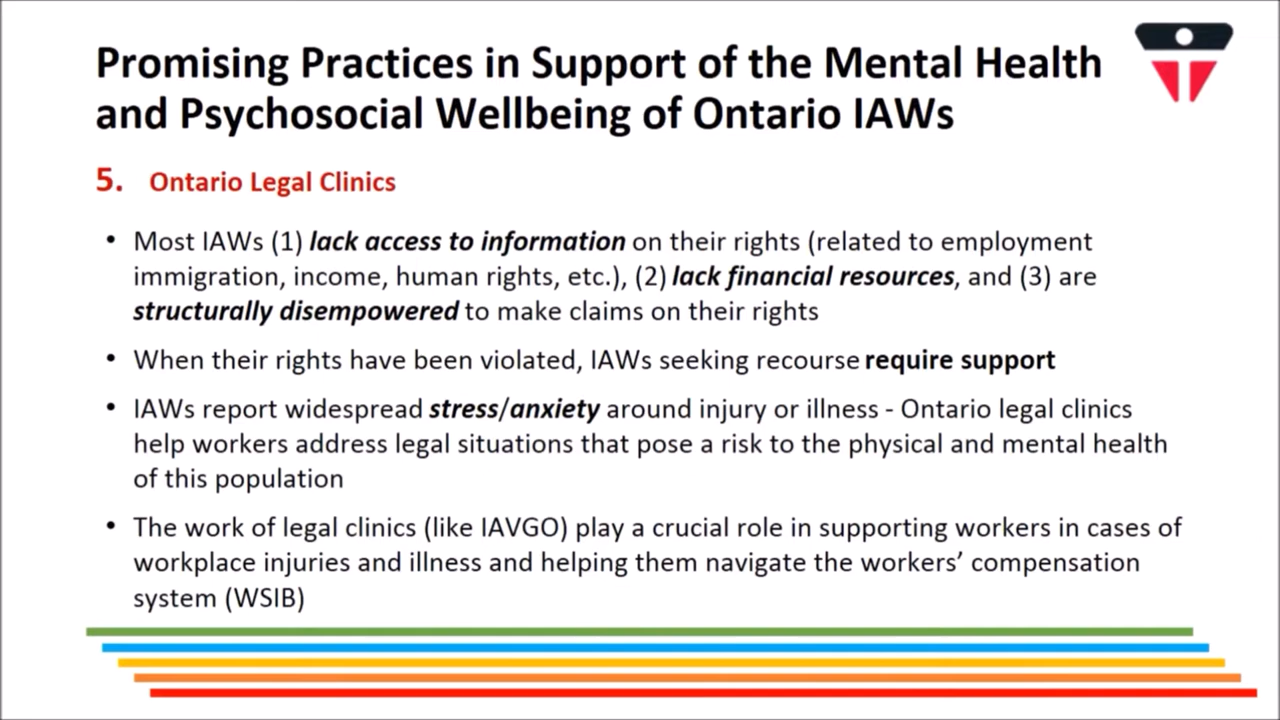 Promising Practices in Support of the Mental Health
and Psychosocial Wellbeing of Ontario IAWs
5. Ontario Legal Clinics
• Most IAWs (1) lack access to information on their rights (related to employment
immigration, income, human rights, etc.), (2) lack financial resources, and (3) are
structurally disempowered to make claims on their rights
• When their rights have been violated, IAWs seeking recourse require support
• IAWs report widespread stress/anxiety around injury or illness - Ontario legal clinics
help workers address legal situations that pose a risk to the physical and mental health
of this population
• The work of legal clinics (like IAVGO) play a crucial role in supporting workers in cases of
workplace injuries and illness and helping them navigate the workers’ compensation
system (WSIB)